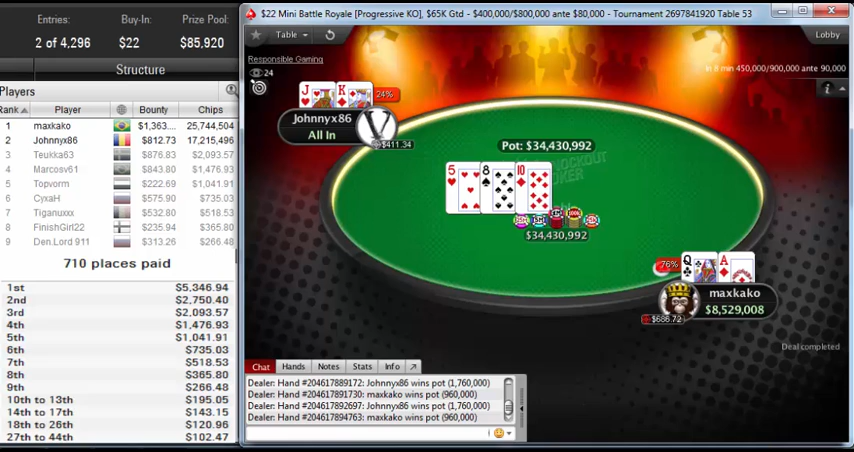 Entries:
Buy-In:
Prize Pool:
2 of 4,296
$22
$85,920
Structure
Players
Rank
Player
Bounty
Chips
1 maxkako $1,363.... 25,744,504
2 Johnnyx86 $812.73 17,215,496
3 Teukka63 $876.83 $2,093.57
4 Marcosv61 $843.80 $1,476.93
5 Topvorm $222.69 $1,041.91
6 CyxaH $575.90 $735.03
7 Tiganuxxx $532.80 $518.53
8 FinishGirl22 $235.94 $365.80
9 Den.Lord 911 $313.26 $266.48
710 places paid
1st $5,346.94
2nd $2,750.40
3rd $2,093.57
4th $1,476.93
5th $1,041.91
6th $735.03
7th $518.53
8th $365.80
9th $266.48
10th to 13th $195.05
14th to 17th $143.15
18th to 26th $120.96
27th to 44th $102.47
$22 Mini Battle Royale [Progressive KO], $65K Gtd - $400,000/$800,000 ante $80,000 - Tournament 2697841920 Table 53
Table
Lobby
Responsible Gaming
24
In 8 min 450,000/900,000 ante 90,000
J K
24%
Johnnyx86
All In
V
$411.34
Pot: $34,430,992
5 8 10
KNOCKOUT
POKER
$34,430,992
76%
Q A
maxkako
$8,529,008
$686.72
Deal completed
Chat Hands Notes Stats Info
Dealer: Hand #204617889172: Johnnyx86 wins pot (1,760,000)
Dealer: Hand #204617891730: maxkako wins pot (960,000)
Dealer: Hand #204617892697: Johnnyx86 wins pot (1,760,000)
Dealer: Hand #204617894763: maxkako wins pot (960,000)